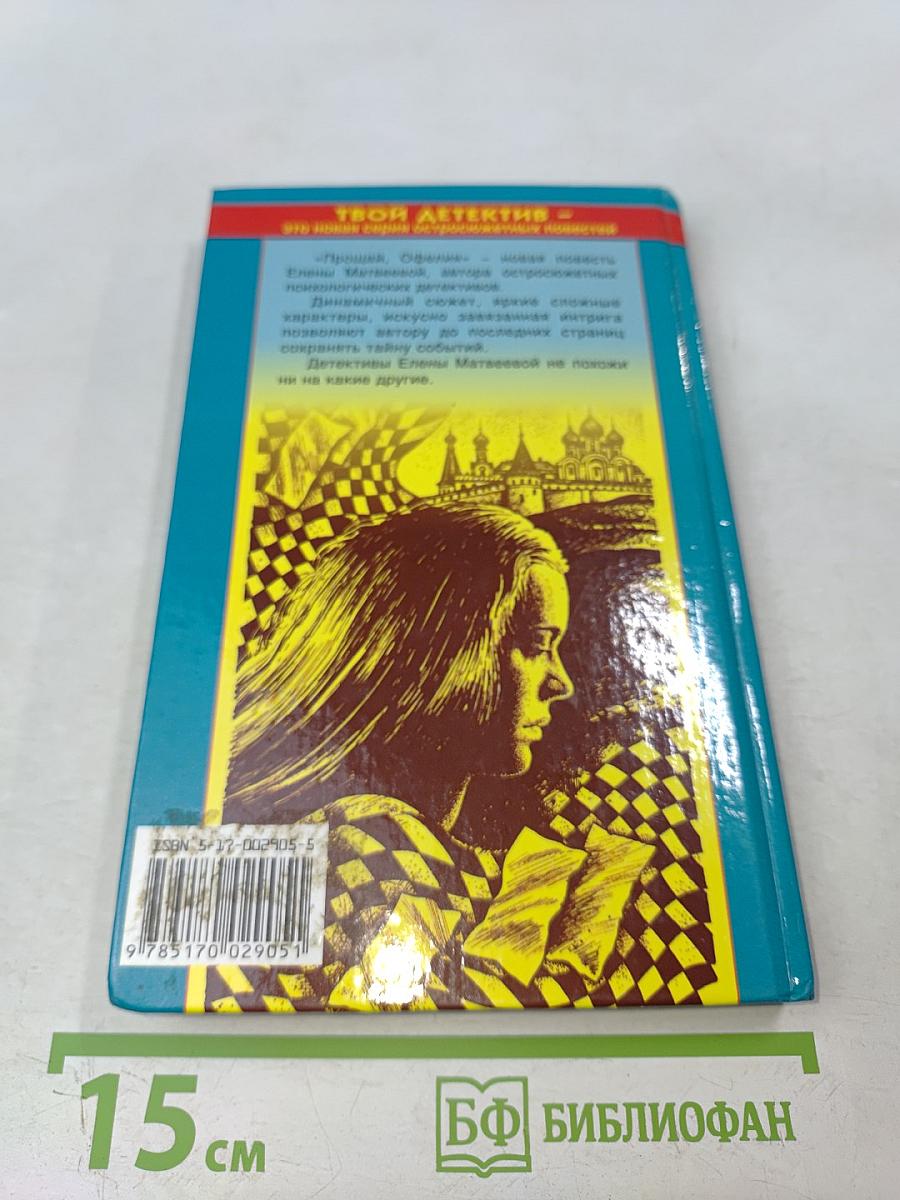 ТВОЙ ДЕТЕКТИВ –
это новая серия остросюжетных повестей
«Прощай, Офелия» – новая повесть
Елены Матвеевой, автора остросюжетных
психологических детективов.
Динамичный сюжет, яркие сложные
характеры, искусно завязанная интрига
позволяют автору до последних страниц
сохранять тайну событий.
Детективы Елены Матвеевой не похожи
ни на какие другие.
ISBN 5-17-002905-5
9 785170 029051
15 см
БФ БИБЛИОФАН